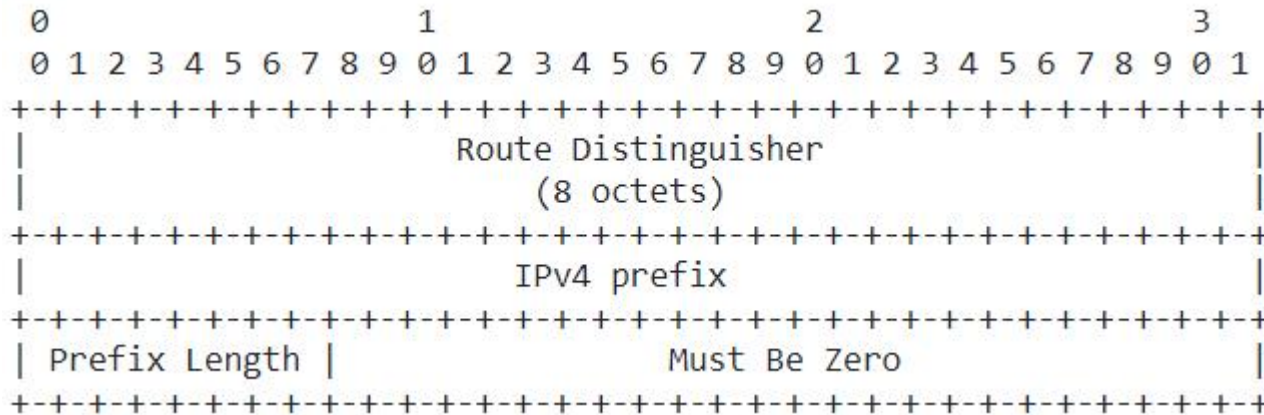 0                   1                   2                   3
 0 1 2 3 4 5 6 7 8 9 0 1 2 3 4 5 6 7 8 9 0 1 2 3 4 5 6 7 8 9 0 1
+-+-+-+-+-+-+-+-+-+-+-+-+-+-+-+-+-+-+-+-+-+-+-+-+-+-+-+-+-+-+-+-+
|                      Route Distinguisher                      |
|                          (8 octets)                           |
+-+-+-+-+-+-+-+-+-+-+-+-+-+-+-+-+-+-+-+-+-+-+-+-+-+-+-+-+-+-+-+-+
|                         IPv4 prefix                           |
+-+-+-+-+-+-+-+-+-+-+-+-+-+-+-+-+-+-+-+-+-+-+-+-+-+-+-+-+-+-+-+-+
| Prefix Length |                 Must Be Zero                  |
+-+-+-+-+-+-+-+-+-+-+-+-+-+-+-+-+-+-+-+-+-+-+-+-+-+-+-+-+-+-+-+-+